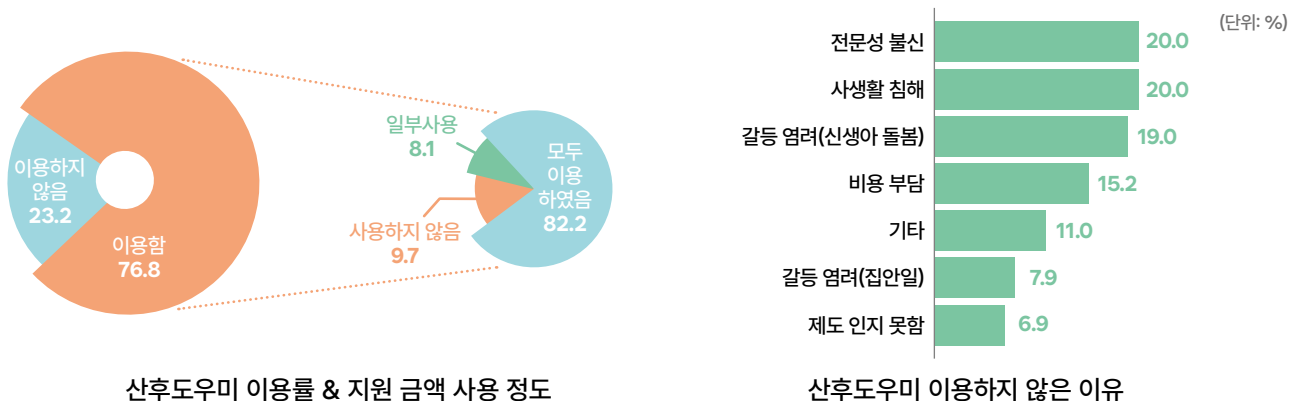 이용하지
않음
23.2
이용함
76.8
일부사용
8.1
사용하지 않음
9.7
모두
이용
하였음
82.2
산후도우미 이용률 & 지원 금액 사용 정도
(단위: %)
전문성 불신 20.0
사생활 침해 20.0
갈등 염려(신생아 돌봄) 19.0
비용 부담 15.2
기타 11.0
갈등 염려(집안일) 7.9
제도 인지 못함 6.9
산후도우미 이용하지 않은 이유